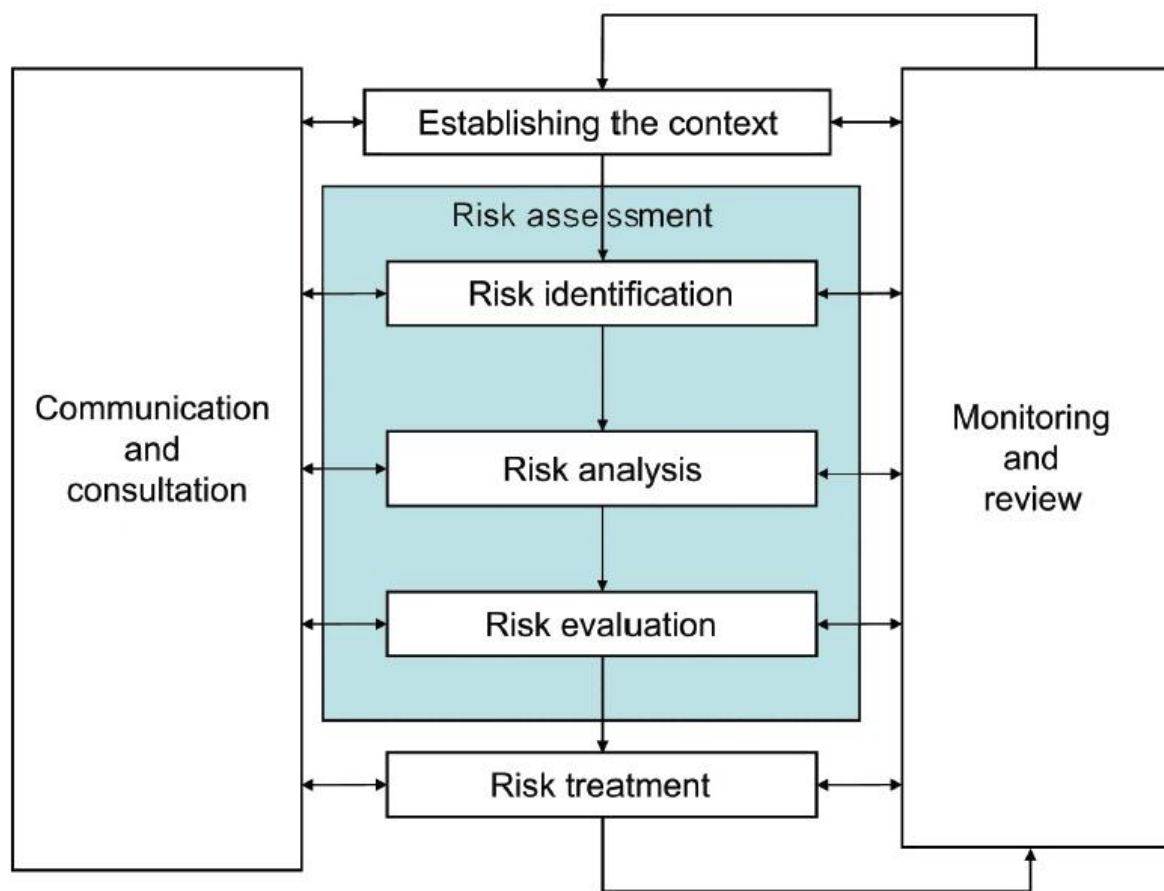 Establishing the context
Risk assessment
Risk identification
Risk analysis
Risk evaluation
Risk treatment
Communication
and
consultation
Monitoring
and
review